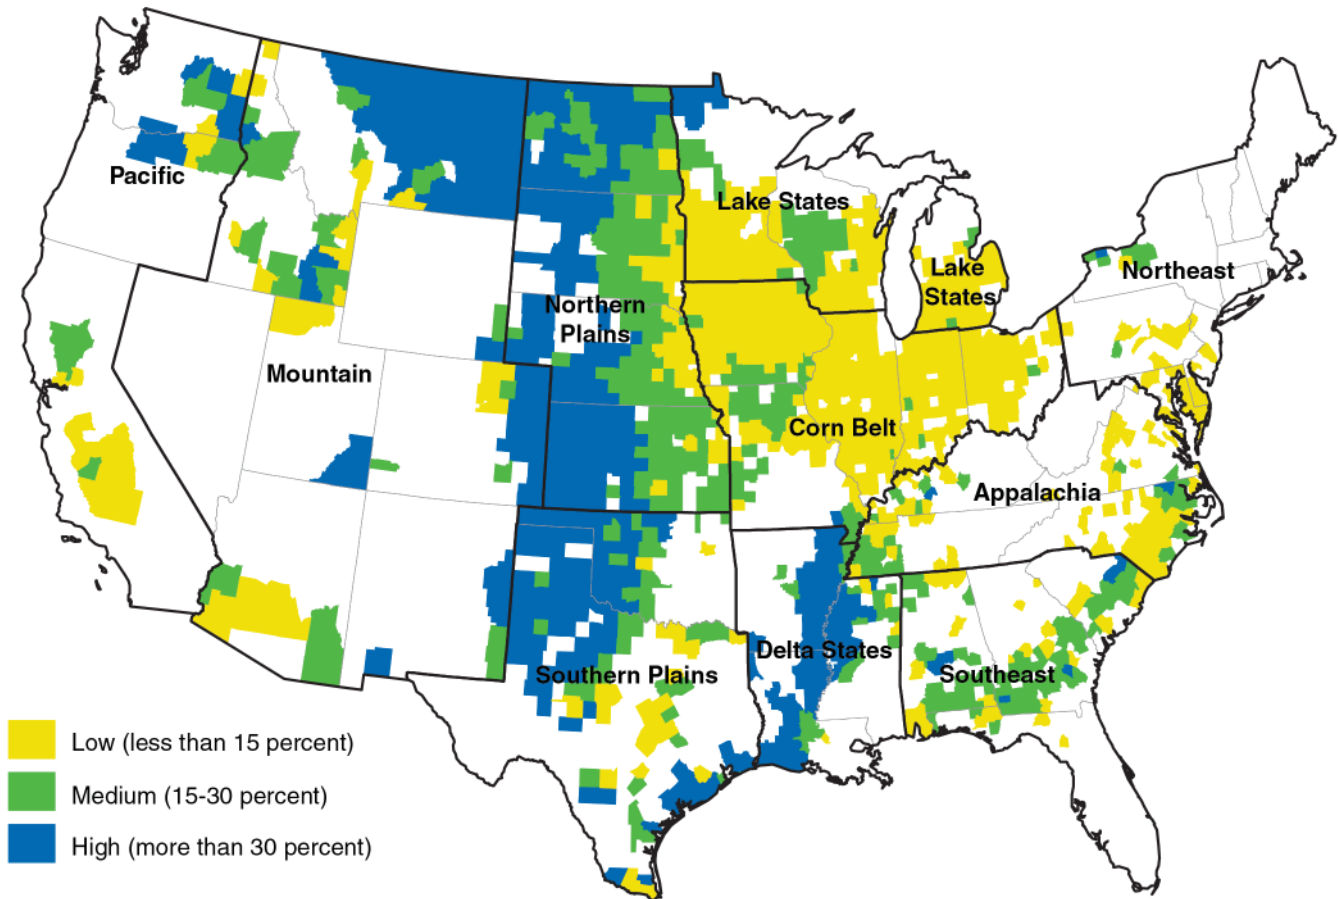 Pacific
Lake States
Northeast
Lake
States
Northern
Plains
Mountain
Corn Belt
Appalachia
Delta States
Southern Plains
Southeast
Low (less than 15 percent)
Medium (15-30 percent)
High (more than 30 percent)